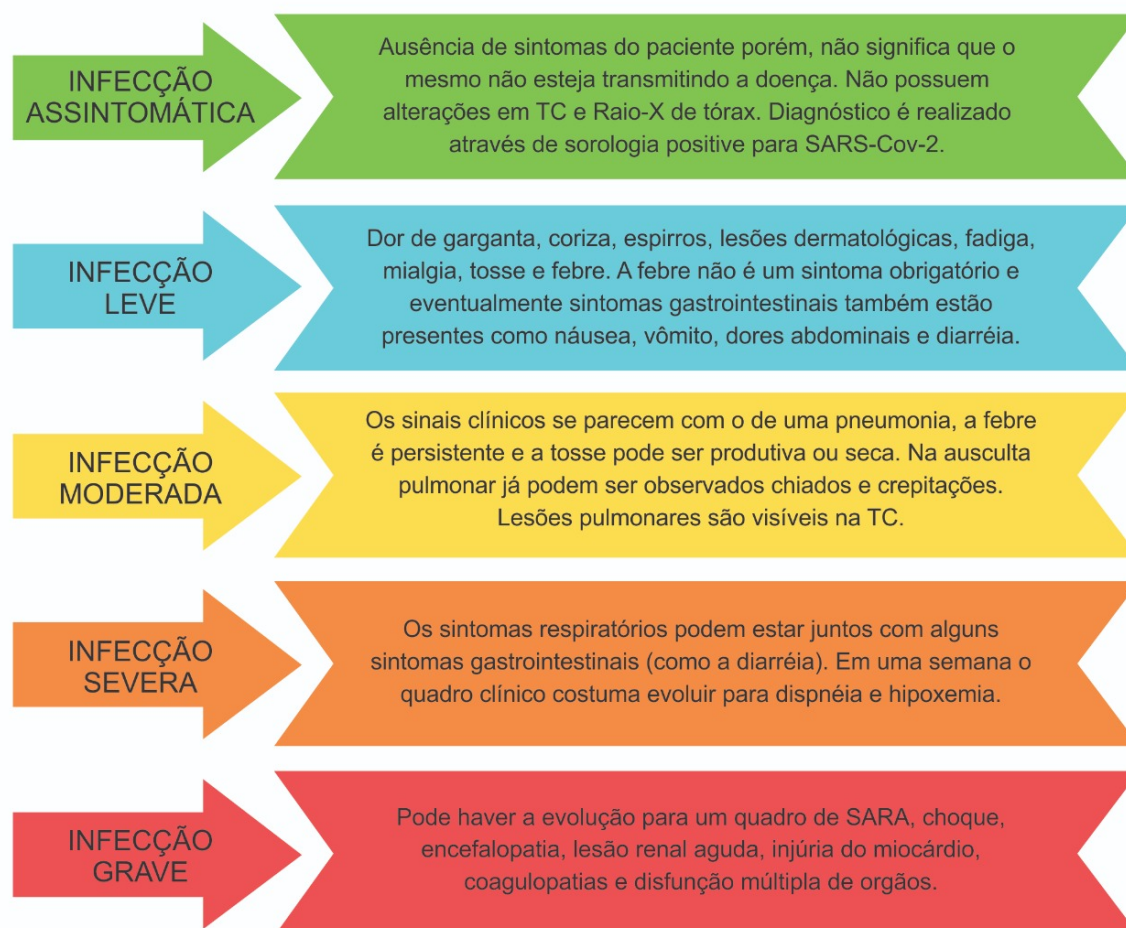 INFECÇÃO
ASSINTOMÁTICA
Ausência de sintomas do paciente porém, não significa que o
mesmo não esteja transmitindo a doença. Não possuem
alterações em TC e Raio-X de tórax. Diagnóstico é realizado
através de sorologia positive para SARS-Cov-2.
INFECÇÃO
LEVE
Dor de garganta, coriza, espirros, lesões dermatológicas, fadiga,
mialgia, tosse e febre. A febre não é um sintoma obrigatório e
eventualmente sintomas gastrointestinais também estão
presentes como náusea, vômito, dores abdominais e diarréia.
INFECÇÃO
MODERADA
Os sinais clínicos se parecem com o de uma pneumonia, a febre
é persistente e a tosse pode ser produtiva ou seca. Na ausculta
pulmonar já podem ser observados chiados e crepitações.
Lesões pulmonares são visíveis na TC.
INFECÇÃO
SEVERA
Os sintomas respiratórios podem estar juntos com alguns
sintomas gastrointestinais (como a diarréia). Em uma semana o
quadro clínico costuma evoluir para dispnéia e hipoxemia.
INFECÇÃO
GRAVE
Pode haver a evolução para um quadro de SARA, choque,
encefalopatia, lesão renal aguda, injúria do miocárdio,
coagulopatias e disfunção múltipla de orgãos.